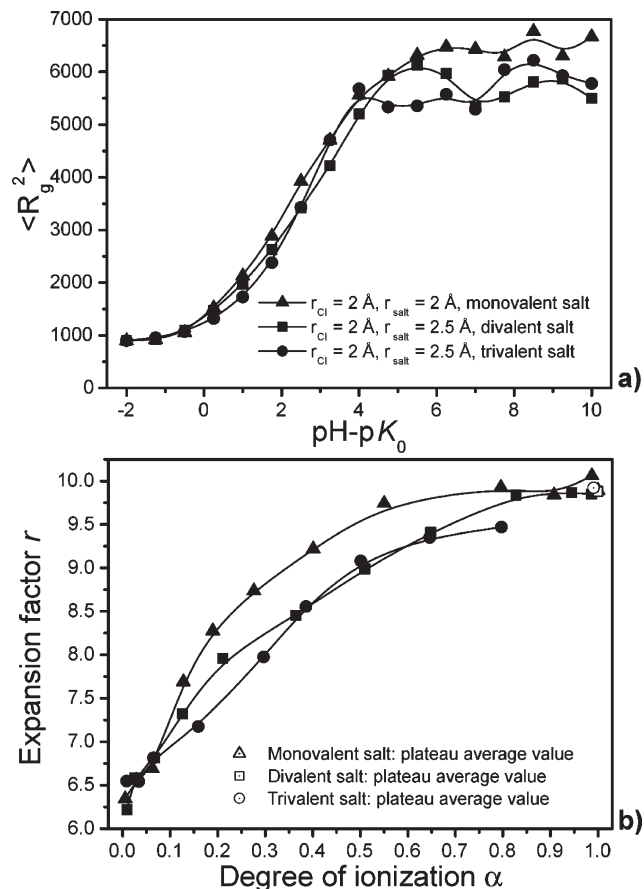 a)
7000
6000
5000
4000
3000
2000
1000
0
<R_g^2>
r_Cl = 2 Å, r_salt = 2 Å, monovalent salt
r_Cl = 2 Å, r_salt = 2.5 Å, divalent salt
r_Cl = 2 Å, r_salt = 2.5 Å, trivalent salt
-2 0 2 4 6 8 10
pH-pK_0
b)
10.0
9.5
9.0
8.5
8.0
7.5
7.0
6.5
6.0
Expansion factor r
Monovalent salt: plateau average value
Divalent salt: plateau average value
Trivalent salt: plateau average value
0.0 0.1 0.2 0.3 0.4 0.5 0.6 0.7 0.8 0.9 1.0
Degree of ionization α